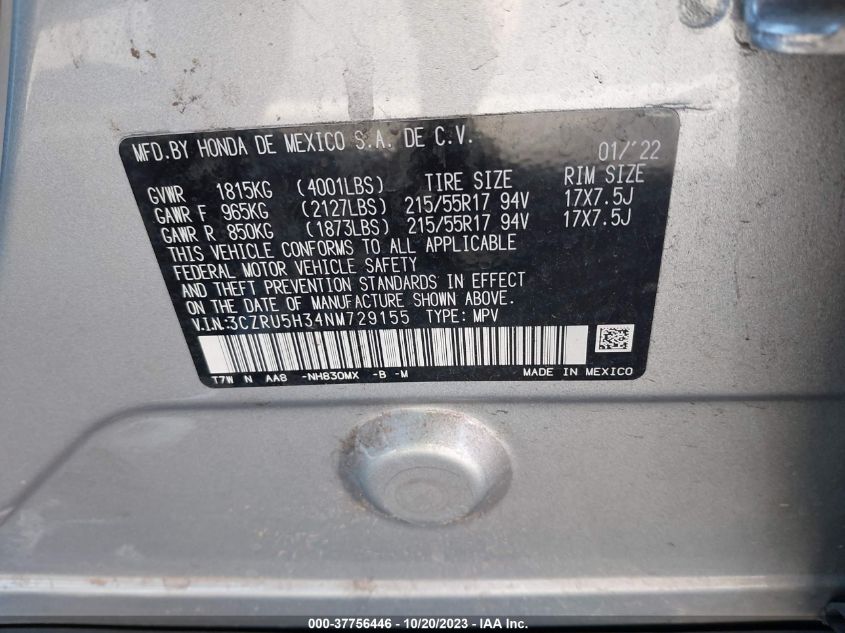 MFD.BY HONDA DE MEXICO S.A. DE C.V. 01/'22
GVWR 1815KG (4001LBS) TIRE SIZE RIM SIZE
GAWR F 965KG (2127LBS) 215/55R17 94V 17X7.5J
GAWR R 850KG (1873LBS) 215/55R17 94V 17X7.5J
THIS VEHICLE CONFORMS TO ALL APPLICABLE
FEDERAL MOTOR VEHICLE SAFETY
AND THEFT PREVENTION STANDARDS IN EFFECT
ON THE DATE OF MANUFACTURE SHOWN ABOVE.
V.I.N.:3CZRU5H34NM729155 TYPE: MPV
T7W N AA8 -NH830MX -B -M MADE IN MEXICO
000-37756446 - 10/20/2023 - IAA Inc.